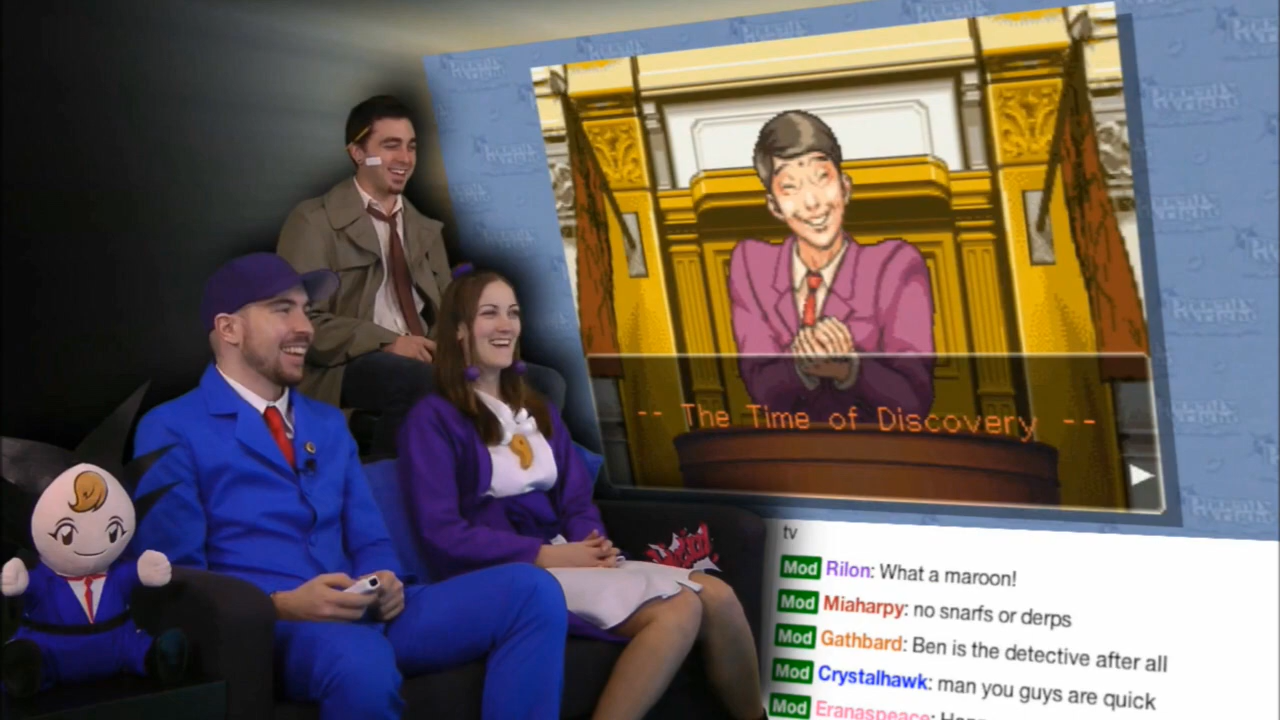 -- The Time of Discovery --
tv
Mod Rilon: What a maroon!
Mod Miaharpy: no snarfs or derps
Mod Gathbard: Ben is the detective after all
Mod Crystalhawk: man you guys are quick
Mod Eranaspeace: